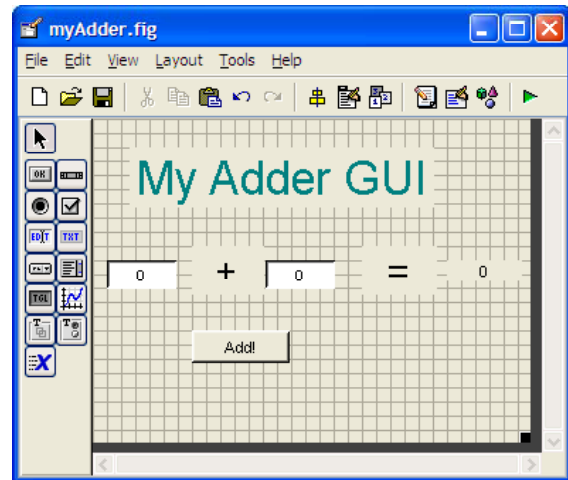 myAdder.fig
File Edit View Layout Tools Help
OK
EDIT TXT
TGL
My Adder GUI
0 + 0 = 0
Add!